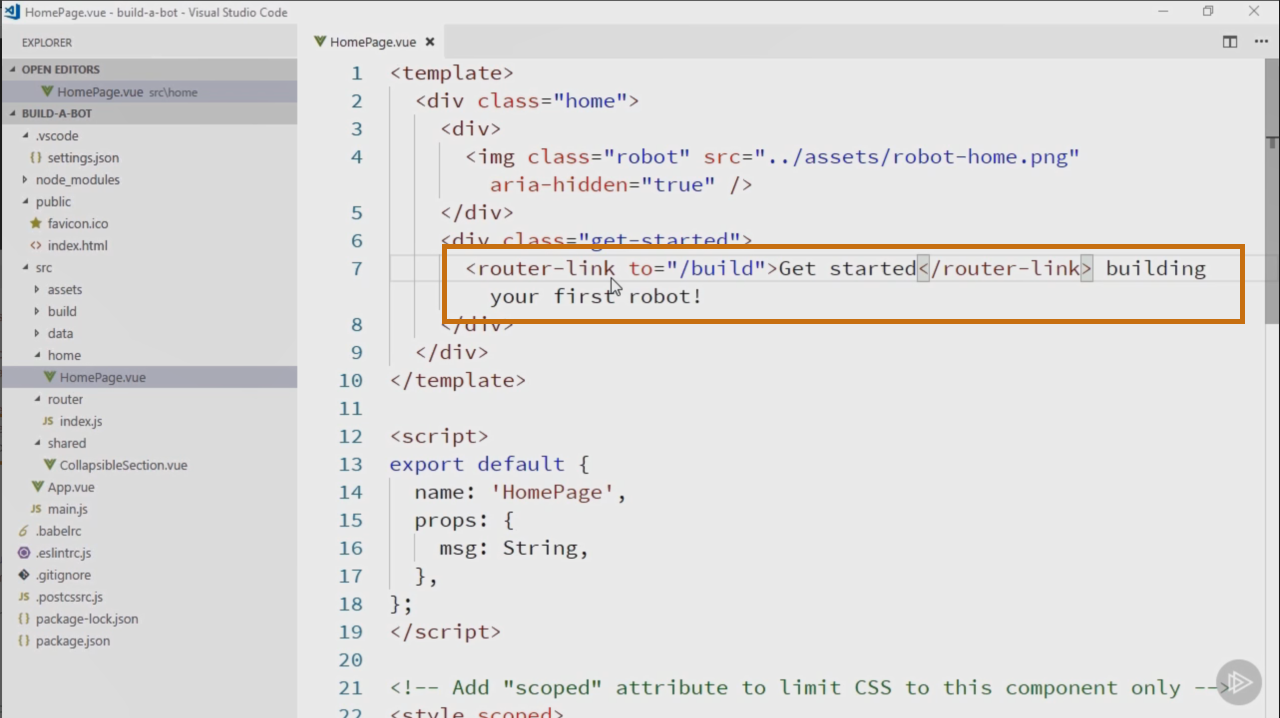 HomePage.vue - build-a-bot - Visual Studio Code
EXPLORER
OPEN EDITORS
HomePage.vue src\home
BUILD-A-BOT
.vscode
{} settings.json
node_modules
public
favicon.ico
<> index.html
src
assets
build
data
home
HomePage.vue
router
JS index.js
shared
CollapsibleSection.vue
App.vue
JS main.js
6 .babelrc
.eslintrc.js
.gitignore
JS .postcssrc.js
{} package-lock.json
{} package.json
HomePage.vue
1 <template>
2 <div class="home">
3 <div>
4 <img class="robot" src="../assets/robot-home.png"
aria-hidden="true" />
5 </div>
6 <div class="get-started">
7 <router-link to="/build">Get started</router-link> building
your first robot!
8 </div>
9 </div>
10 </template>
11
12 <script>
13 export default {
14 name: 'HomePage',
15 props: {
16 msg: String,
17 },
18 };
19 </script>
20
21 <!-- Add "scoped" attribute to limit CSS to this component only -->
22 <style scoped>